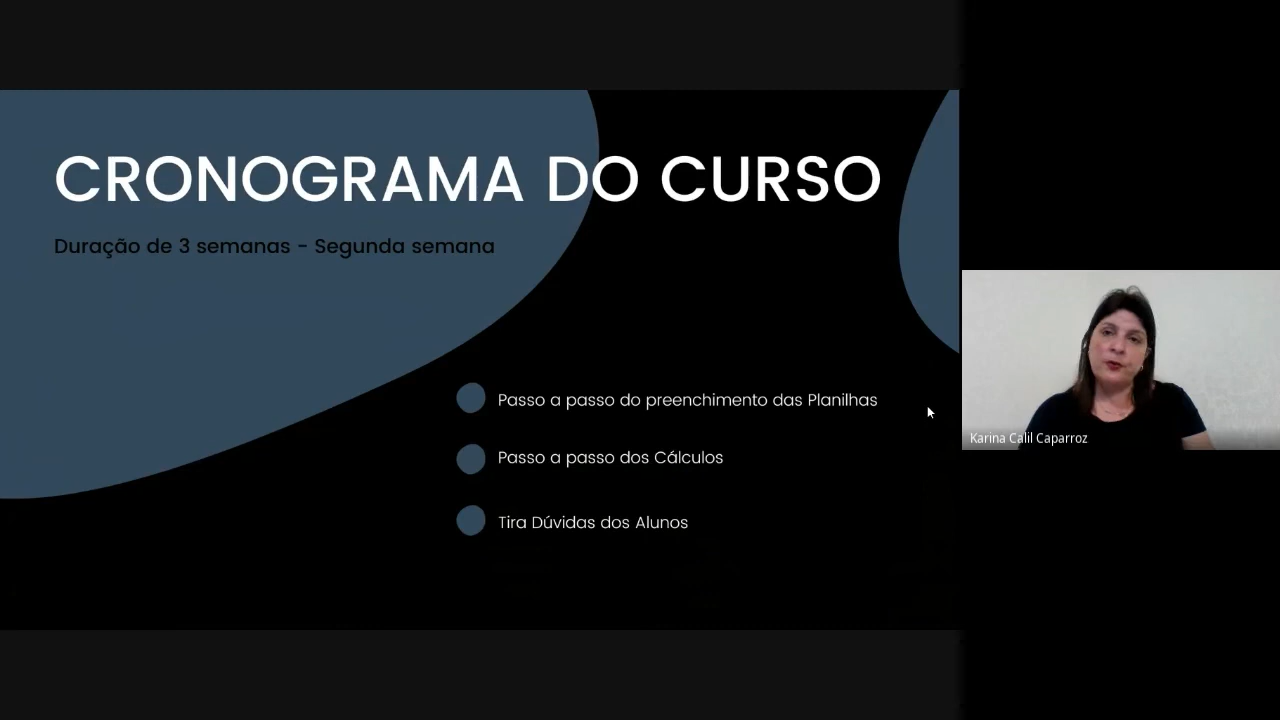 CRONOGRAMA DO CURSO
Duração de 3 semanas - Segunda semana
Passo a passo do preenchimento das Planilhas
Passo a passo dos Cálculos
Tira Dúvidas dos Alunos
Karina Calil Caparroz